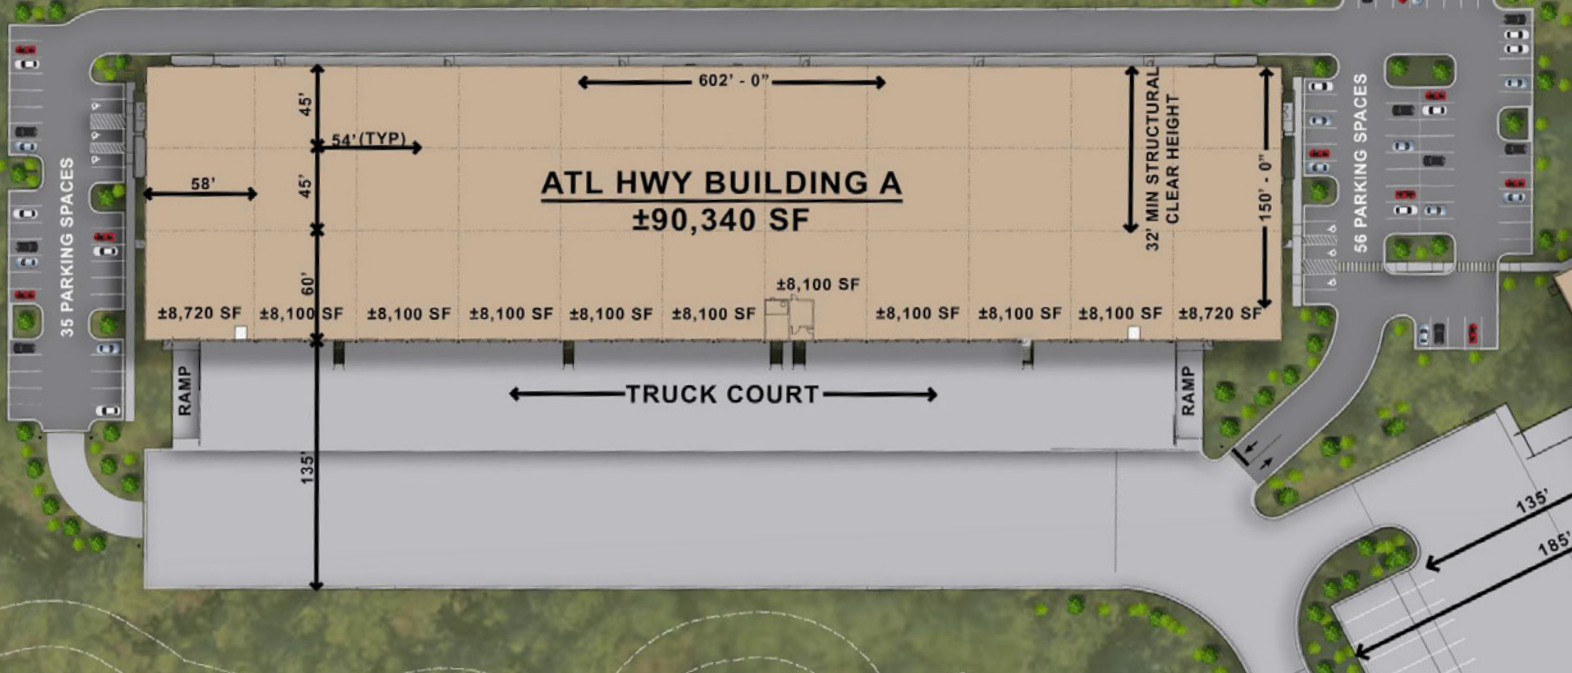 602' - 0"
45'
54'(TYP)
45'
58'
60'
ATL HWY BUILDING A
±90,340 SF
32' MIN STRUCTURAL
CLEAR HEIGHT
150' - 0"
35 PARKING SPACES
56 PARKING SPACES
±8,720 SF
±8,100 SF
±8,100 SF
±8,100 SF
±8,100 SF
±8,100 SF
±8,100 SF
±8,100 SF
±8,100 SF
±8,100 SF
±8,720 SF
RAMP
TRUCK COURT
RAMP
135'
135'
185'